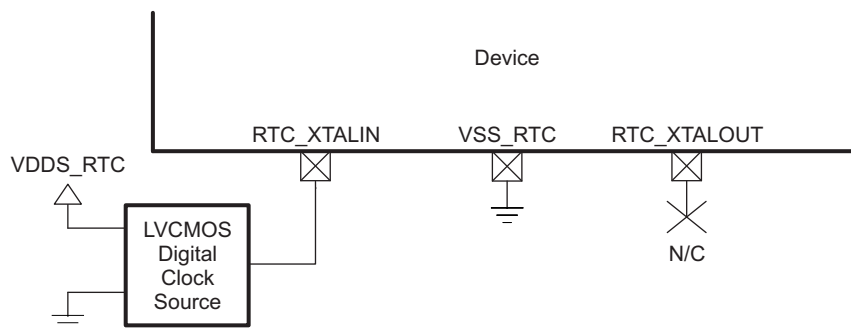 Device
RTC_XTALIN
VSS_RTC
RTC_XTALOUT
VDDS_RTC
LVCMOS
Digital
Clock
Source
N/C